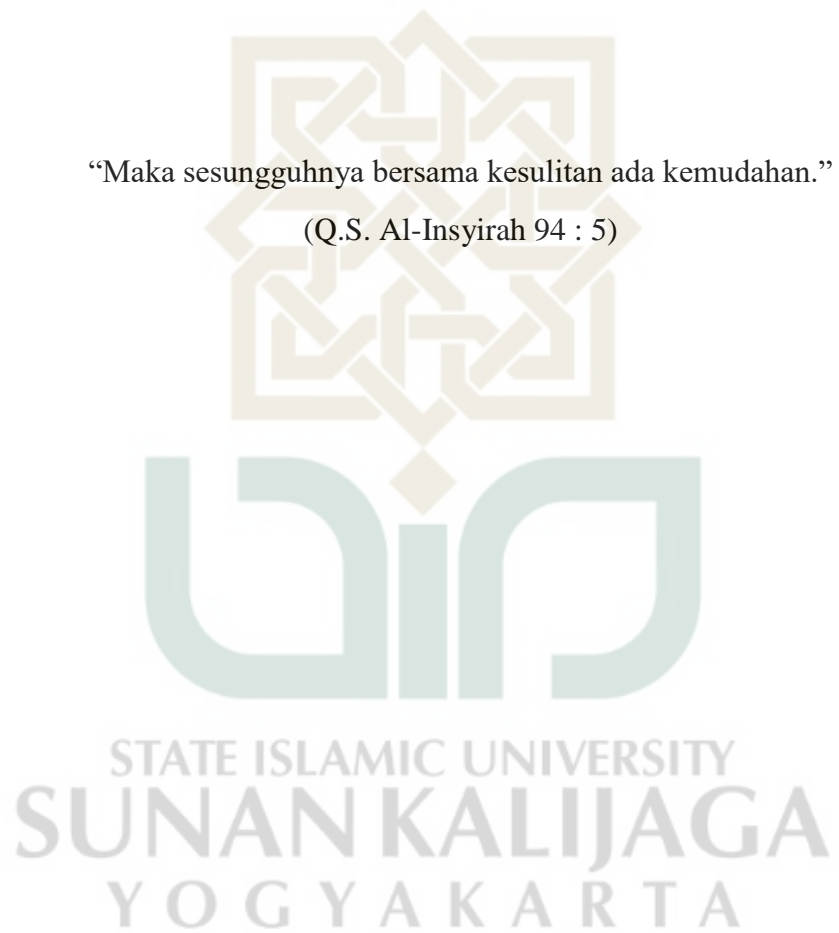 “Maka sesungguhnya bersama kesulitan ada kemudahan.”
(Q.S. Al-Insyirah 94 : 5)
STATE ISLAMIC UNIVERSITY
SUNAN KALIJAGA
YOGYAKARTA